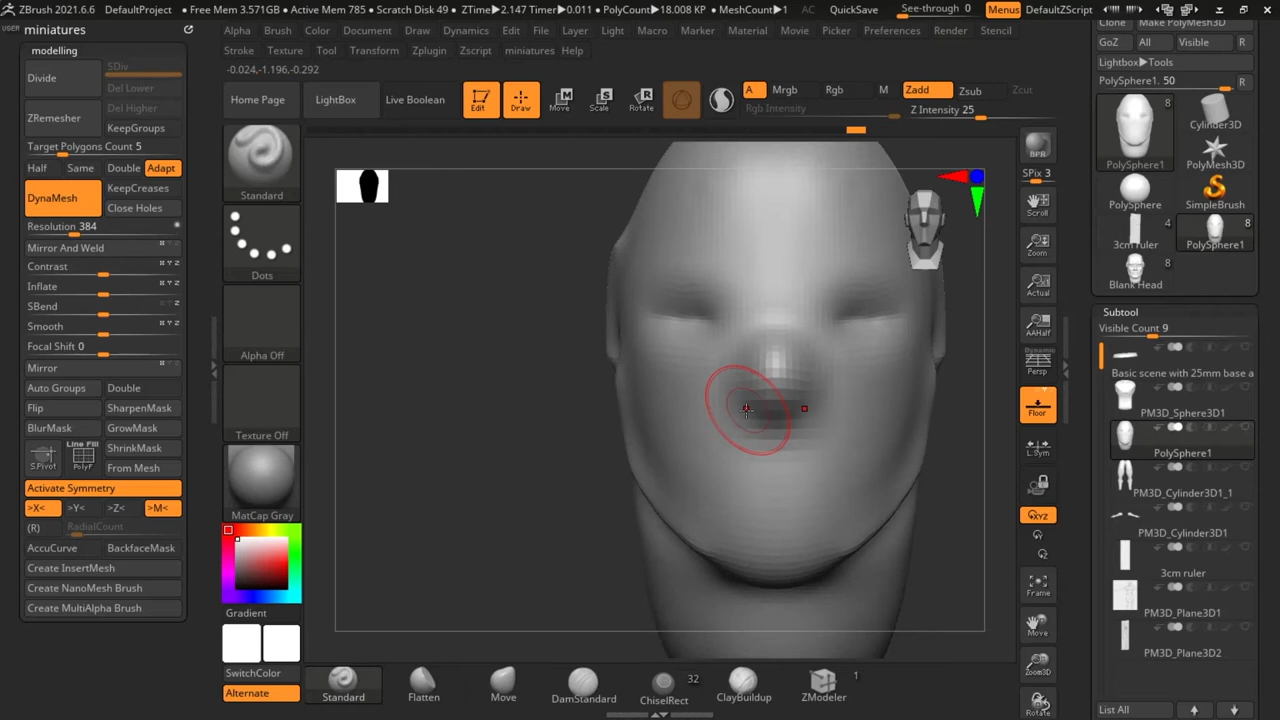 ZBrush 2021.6.6 DefaultProject • Free Mem 3.571GB • Active Mem 785 • Scratch Disk 49 • ZTime▶2.147 Timer▶0.011 • PolyCount▶18.008 KP • MeshCount▶1 AC QuickSave See-through 0 Menus DefaultZScript
USER miniatures
Alpha Brush Color Document Draw Dynamics Edit File Layer Light Macro Marker Material Movie Picker Preferences Render Stencil
Stroke Texture Tool Transform Zplugin Zscript miniatures Help
-0.024,-1.196,-0.292
modelling
Divide
SDiv
Del Lower
Del Higher
ZRemesher
KeepGroups
Target Polygons Count 5
Half Same Double Adapt
DynaMesh
KeepCreases
Close Holes
Resolution 384
Mirror And Weld
Contrast
Inflate
SBend
Smooth
Focal Shift 0
Mirror
Auto Groups Double
Flip SharpenMask
BlurMask GrowMask
S.Pivot
Line Fill
PolyF
ShrinkMask
From Mesh
Activate Symmetry
>X< >Y< >Z< >M<
(R) RadialCount
AccuCurve BackfaceMask
Create InsertMesh
Create NanoMesh Brush
Create MultiAlpha Brush
Home Page LightBox Live Boolean
Edit Draw Move Scale Rotate
A Mrgb Rgb M Zadd Zsub Zcut
Rgb Intensity Z Intensity 25
Standard
Dots
Alpha Off
Texture Off
MatCap Gray
Gradient
SwitchColor
Alternate
Standard Flatten Move DamStandard ChiselRect 32 ClayBuildup ZModeler 1
BPR
SPix 3
Scroll
Zoom
Actual
AAHalf
Dynamic
Persp
Floor
L.Sym
XYZ
Frame
Move
Zoom3D
Rotate
Clone Make PolyMesh3D
GoZ All Visible R
Lightbox▶Tools
PolySphere1. 50 R
8
PolySphere1
Cylinder3D
PolyMesh3D
PolySphere
SimpleBrush
4
3cm ruler
8
PolySphere1
8
Blank Head
Subtool
Visible Count 9
Basic scene with 25mm base a
PM3D_Sphere3D1
PolySphere1
PM3D_Cylinder3D1_1
PM3D_Cylinder3D1
3cm ruler
PM3D_Plane3D1
PM3D_Plane3D2
List All